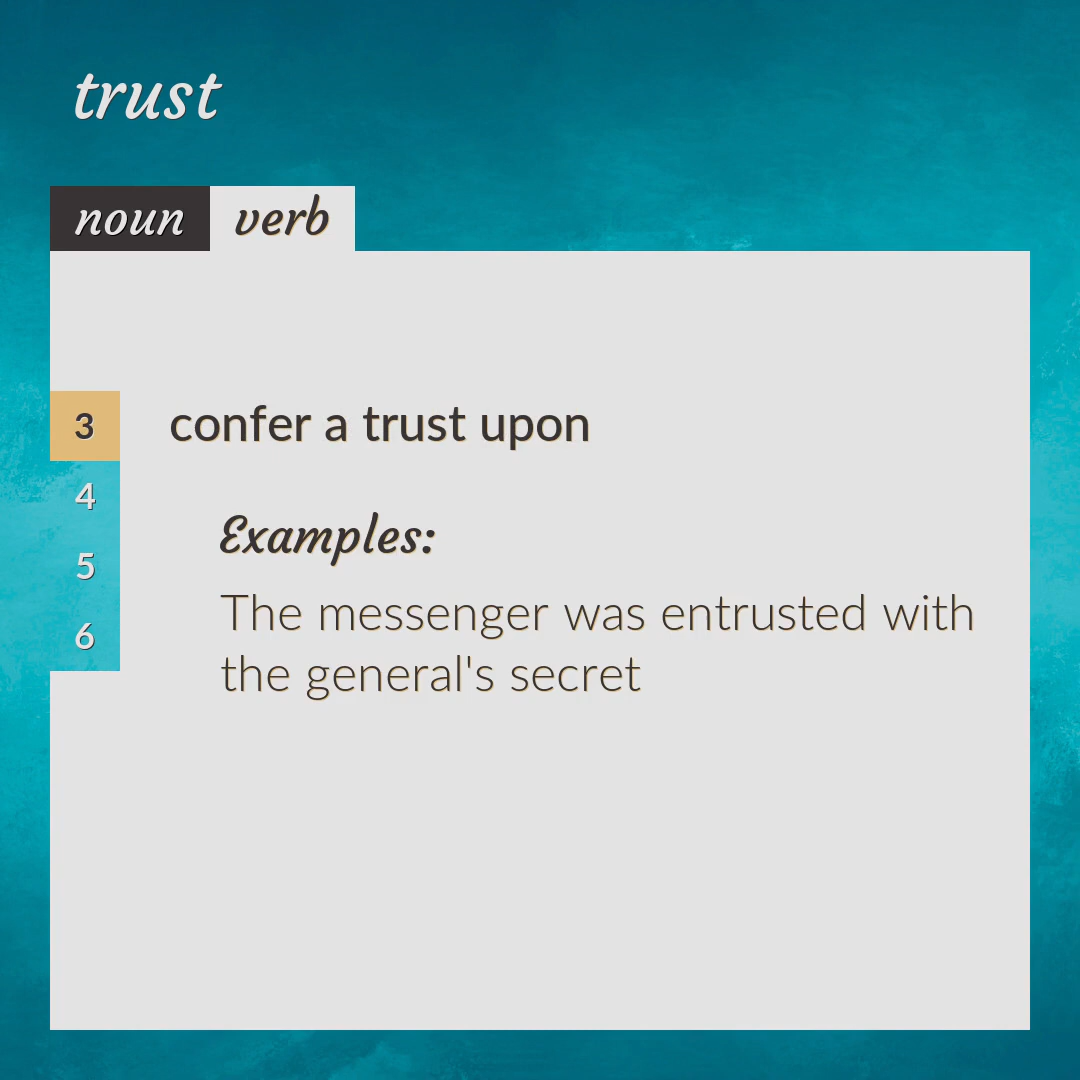 trust
noun verb
3
confer a trust upon
4
5
6
Examples:
The messenger was entrusted with
the general's secret